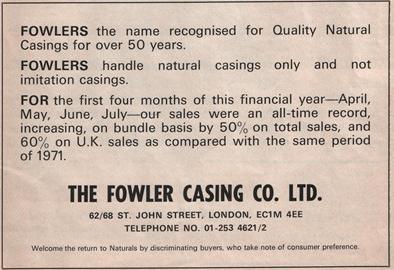 FOWLERS the name recognised for Quality Natural
Casings for over 50 years.
FOWLERS handle natural casings only and not
imitation casings.
FOR the first four months of this financial year—April,
May, June, July—our sales were an all-time record,
increasing, on bundle basis by 50% on total sales, and
60% on U.K. sales as compared with the same period
of 1971.
THE FOWLER CASING CO. LTD.
62/68 ST. JOHN STREET, LONDON, EC1M 4EE
TELEPHONE NO. 01-253 4621/2
Welcome the return to Naturals by discriminating buyers, who take note of consumer preference.